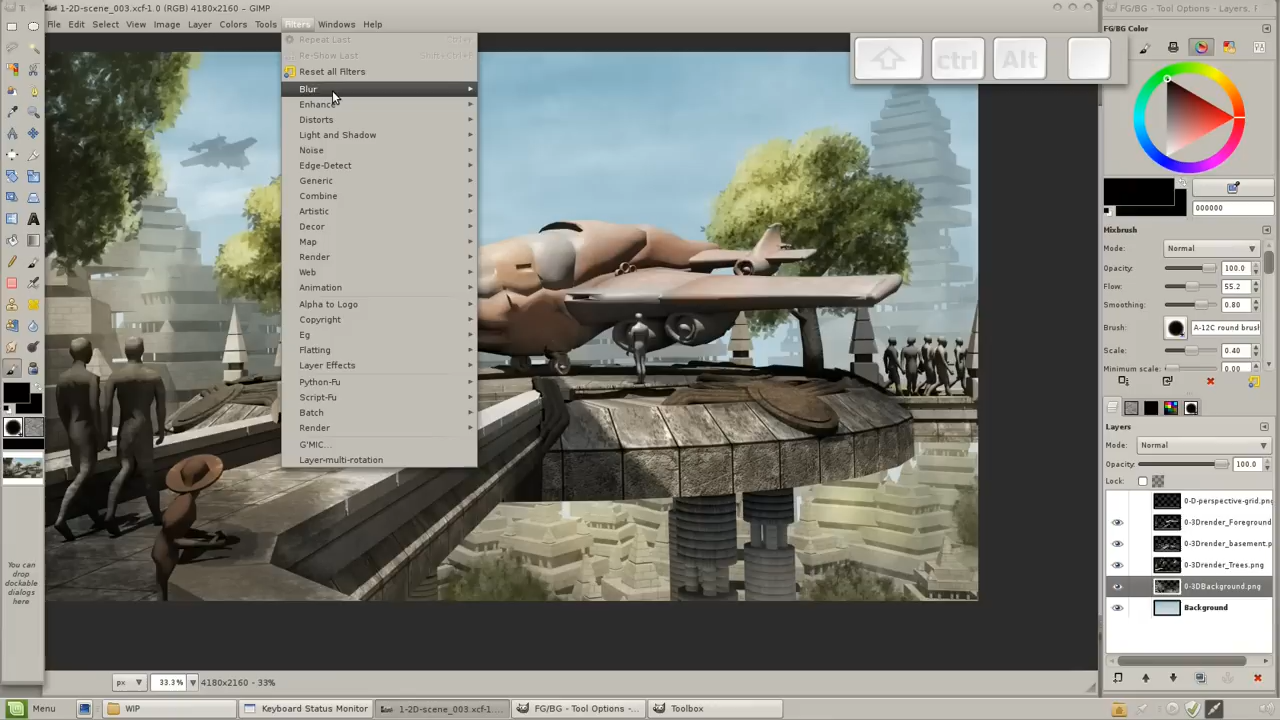 1-2D-scene_003.xcf-1.0 (RGB) 4180x2160 – GIMP
FG/BG - Tool Options - Layers,
File Edit Select View Image Layer Colors Tools Filters Windows Help
FG/BG Color
Repeat Last
Re-Show Last Shift+Ctrl+F
Reset all Filters
Blur
Enhance
Distorts
Light and Shadow
Noise
Edge-Detect
Generic
Combine
Artistic
Decor
Map
Render
Web
Animation
Alpha to Logo
Copyright
Eg
Flatting
Layer Effects
Python-Fu
Script-Fu
Batch
Render
G'MIC...
Layer-multi-rotation
ctrl
Alt
000000
Mixbrush
Mode: Normal
Opacity: 100.0
Flow: 55.2
Smoothing: 0.80
Brush: A-12C round brush
Scale: 0.40
Minimum scale: 0.00
Layers
Mode: Normal
Opacity: 100.0
Lock:
0-D-perspective-grid.png
0-3Drender_Foreground
0-3Drender_basement.p
0-3Drender_Trees.png
0-3DBackground.png
Background
You can
drop
dockable
dialogs
here
px 33.3% 4180x2160 - 33%
Menu
WIP
Keyboard Status Monitor
1-2D-scene_003.xcf-1....
FG/BG - Tool Options -...
Toolbox